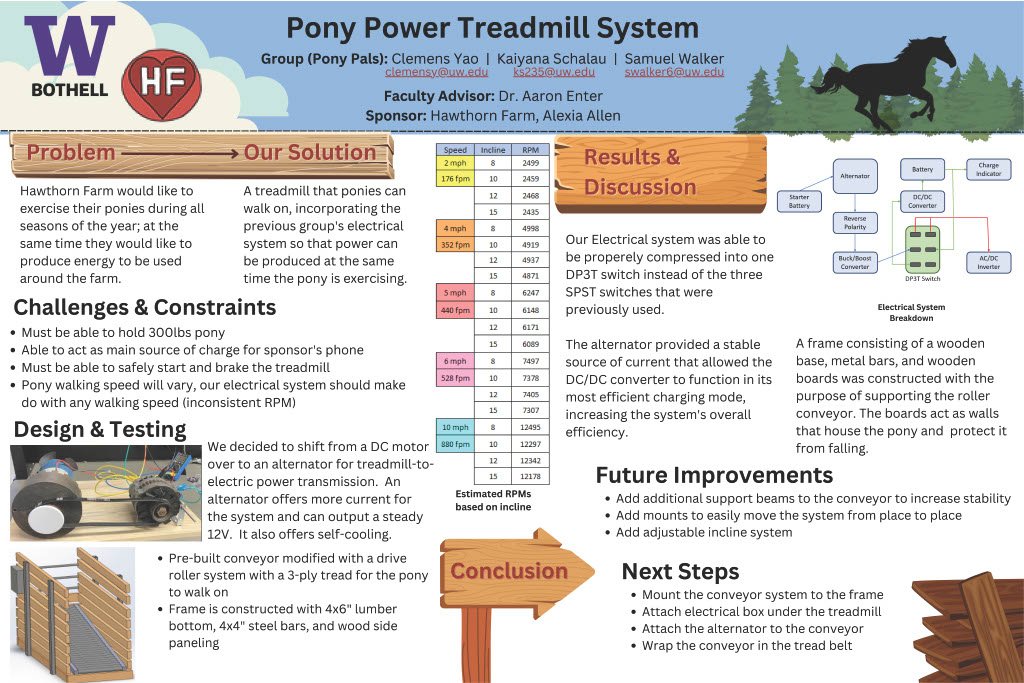 W
BOTHELL
HF
Pony Power Treadmill System
Group (Pony Pals): Clemens Yao | Kaiyana Schalau | Samuel Walker
clemensy@uw.edu ks235@uw.edu swalker6@uw.edu
Faculty Advisor: Dr. Aaron Enter
Sponsor: Hawthorn Farm, Alexia Allen
Problem Our Solution
Hawthorn Farm would like to
exercise their ponies during all
seasons of the year; at the
same time they would like to
produce energy to be used
around the farm.
A treadmill that ponies can
walk on, incorporating the
previous group's electrical
system so that power can
be produced at the same
time the pony is exercising.
Challenges & Constraints
• Must be able to hold 300lbs pony
• Able to act as main source of charge for sponsor's phone
• Must be able to safely start and brake the treadmill
• Pony walking speed will vary, our electrical system should make
do with any walking speed (inconsistent RPM)
Design & Testing
We decided to shift from a DC motor
over to an alternator for treadmill-to-
electric power transmission. An
alternator offers more current for
the system and can output a steady
12V. It also offers self-cooling.
• Pre-built conveyor modified with a drive
roller system with a 3-ply tread for the pony
to walk on
• Frame is constructed with 4x6" lumber
bottom, 4x4" steel bars, and wood side
paneling
Speed Incline RPM
2 mph 8 2499
176 fpm 10 2459
12 2468
15 2435
4 mph 8 4998
352 fpm 10 4919
12 4937
15 4871
5 mph 8 6247
440 fpm 10 6148
12 6171
15 6089
6 mph 8 7497
528 fpm 10 7378
12 7405
15 7307
10 mph 8 12495
880 fpm 10 12297
12 12342
15 12178
Estimated RPMs
based on incline
Results &
Discussion
Our Electrical system was able to
be properely compressed into one
DP3T switch instead of the three
SPST switches that were
previously used.
The alternator provided a stable
source of current that allowed the
DC/DC converter to function in its
most efficient charging mode,
increasing the system's overall
efficiency.
Alternator
Battery
Charge
Indicator
Starter
Battery
DC/DC
Converter
Reverse
Polarity
Buck/Boost
Converter
AC/DC
Inverter
DP3T Switch
Electrical System
Breakdown
A frame consisting of a wooden
base, metal bars, and wooden
boards was constructed with the
purpose of supporting the roller
conveyor. The boards act as walls
that house the pony and protect it
from falling.
Future Improvements
• Add additional support beams to the conveyor to increase stability
• Add mounts to easily move the system from place to place
• Add adjustable incline system
Conclusion
Next Steps
• Mount the conveyor system to the frame
• Attach electrical box under the treadmill
• Attach the alternator to the conveyor
• Wrap the conveyor in the tread belt